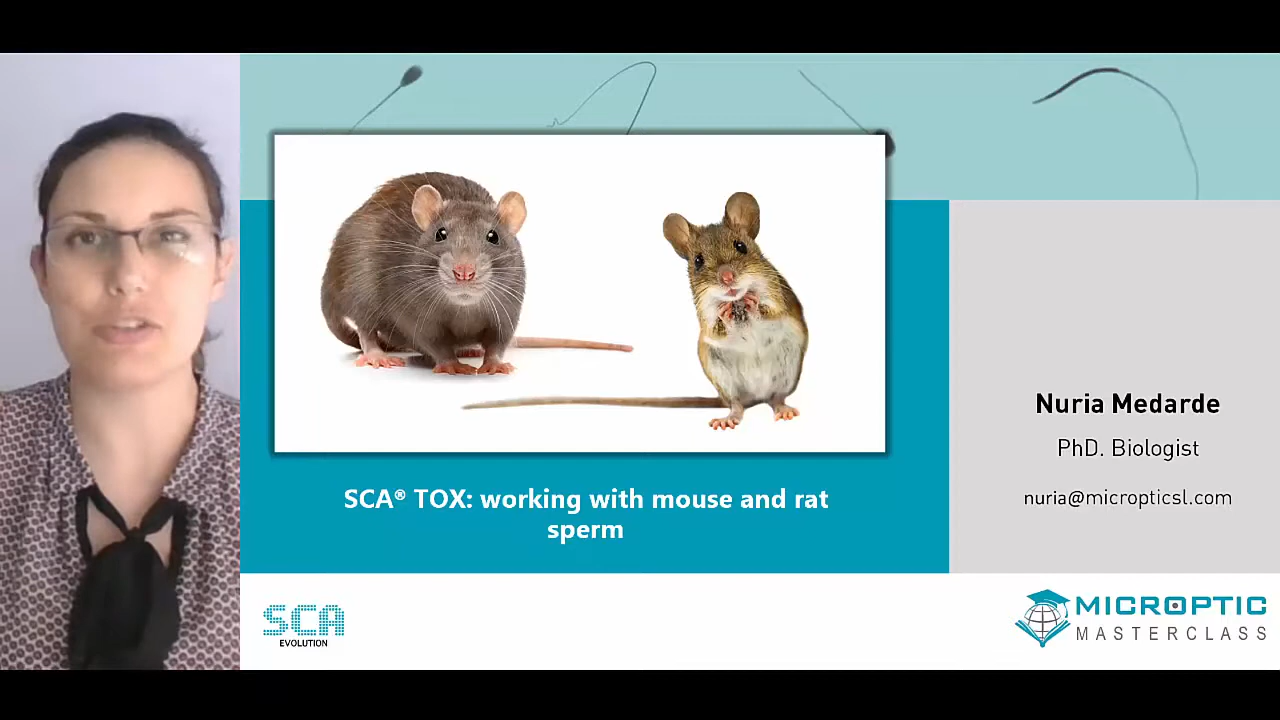 SCA® TOX: working with mouse and rat
sperm
Nuria Medarde
PhD. Biologist
nuria@micropticsl.com
SCA
EVOLUTION
MICROPTIC
MASTERCLASS